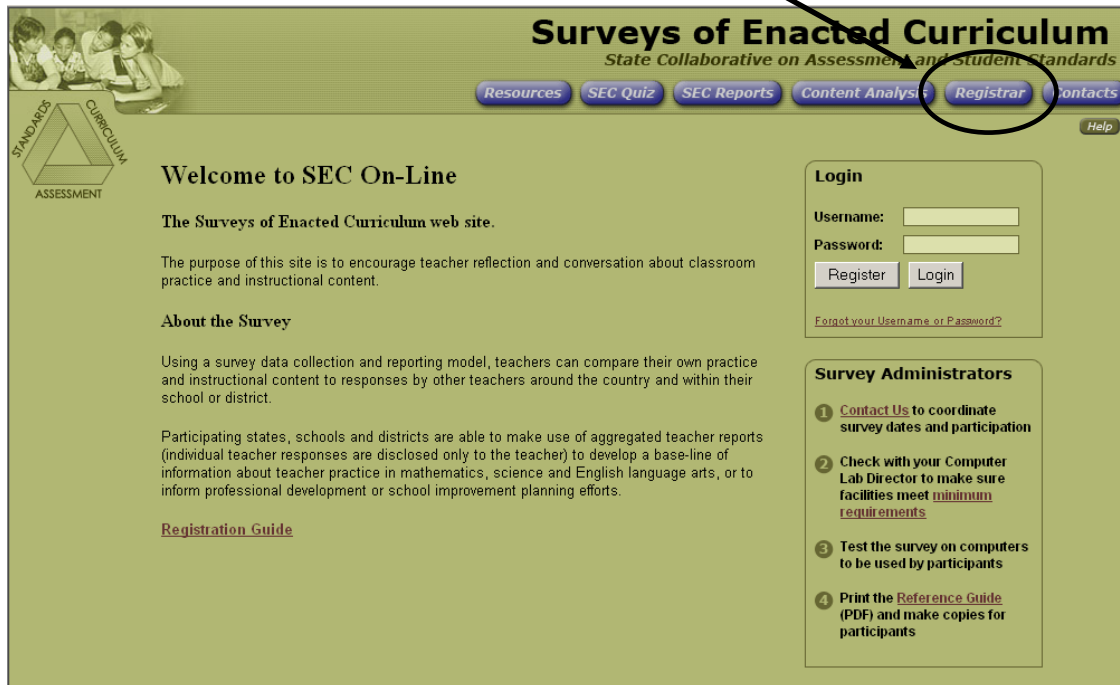 Surveys of Enacted Curriculum
State Collaborative on Assessment and Student Standards
Resources SEC Quiz SEC Reports Content Analysis Registrar Contacts
Help
STANDARDS CURRICULUM
ASSESSMENT
Welcome to SEC On-Line
The Surveys of Enacted Curriculum web site.
The purpose of this site is to encourage teacher reflection and conversation about classroom
practice and instructional content.
About the Survey
Using a survey data collection and reporting model, teachers can compare their own practice
and instructional content to responses by other teachers around the country and within their
school or district.
Participating states, schools and districts are able to make use of aggregated teacher reports
(individual teacher responses are disclosed only to the teacher) to develop a base-line of
information about teacher practice in mathematics, science and English language arts, or to
inform professional development or school improvement planning efforts.
Registration Guide
Login
Username:
Password:
Register Login
Forgot your Username or Password?
Survey Administrators
1 Contact Us to coordinate
survey dates and participation
2 Check with your Computer
Lab Director to make sure
facilities meet minimum
requirements
3 Test the survey on computers
to be used by participants
4 Print the Reference Guide
(PDF) and make copies for
participants